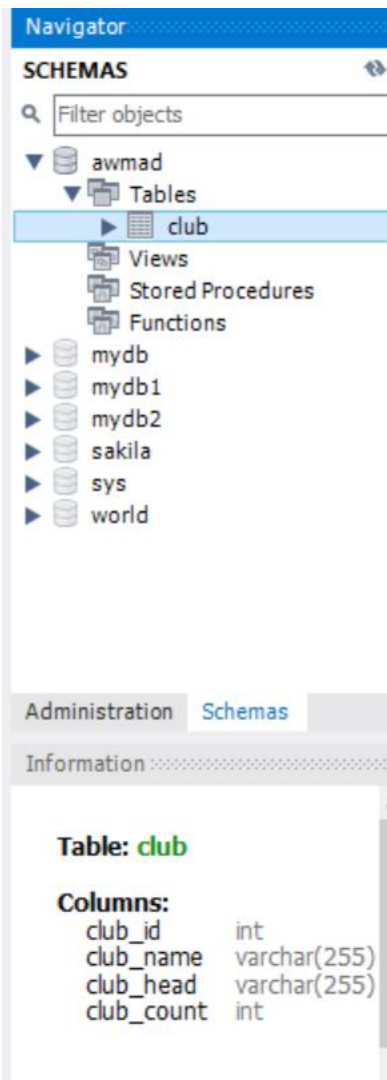 Navigator
SCHEMAS
Filter objects
awmad
Tables
club
Views
Stored Procedures
Functions
mydb
mydb1
mydb2
sakila
sys
world
Administration Schemas
Information
Table: club
Columns:
club_id int
club_name varchar(255)
club_head varchar(255)
club_count int